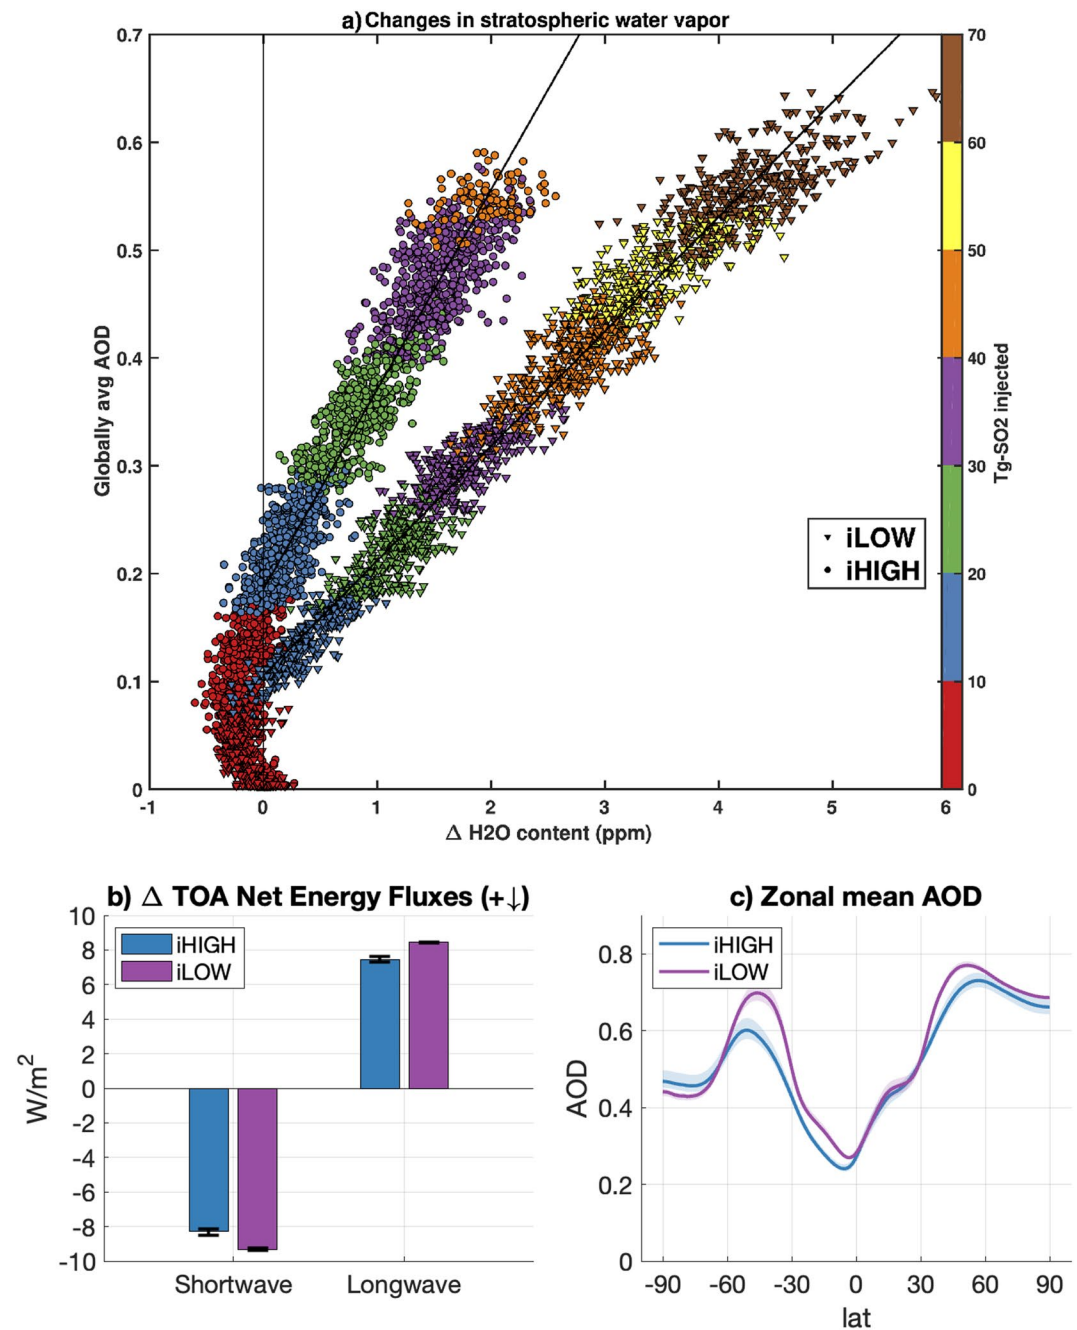 a) Changes in stratospheric water vapor
Globally avg AOD
0.7
0.6
0.5
0.4
0.3
0.2
0.1
0
-1 0 1 2 3 4 5 6
Δ H2O content (ppm)
iLOW
iHIGH
70
60
50
40
30
20
10
0
Tg-SO2 injected
b) Δ TOA Net Energy Fluxes (+↓)
W/m²
10
8
6
4
2
0
-2
-4
-6
-8
-10
iHIGH
iLOW
Shortwave Longwave
c) Zonal mean AOD
AOD
0.8
0.6
0.4
0.2
0
iHIGH
iLOW
-90 -60 -30 0 30 60 90
lat